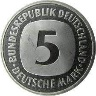 BUNDESREPUBLIK DEUTSCHLAND
5
DEUTSCHE MARK